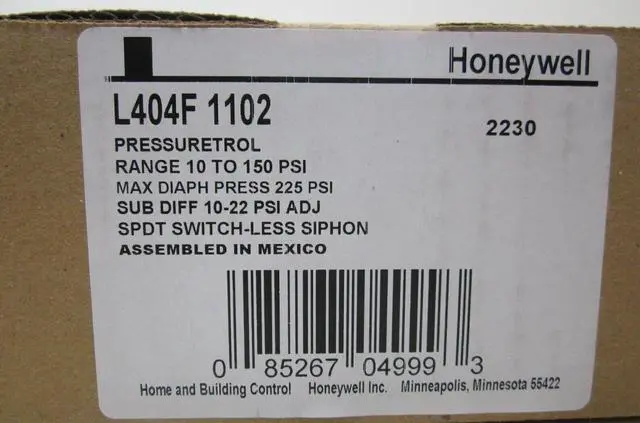 Honeywell
L404F 1102
2230
PRESSURETROL
RANGE 10 TO 150 PSI
MAX DIAPH PRESS 225 PSI
SUB DIFF 10-22 PSI ADJ
SPDT SWITCH-LESS SIPHON
ASSEMBLED IN MEXICO
0 85267 04999 3
Home and Building Control Honeywell Inc. Minneapolis, Minnesota 55422